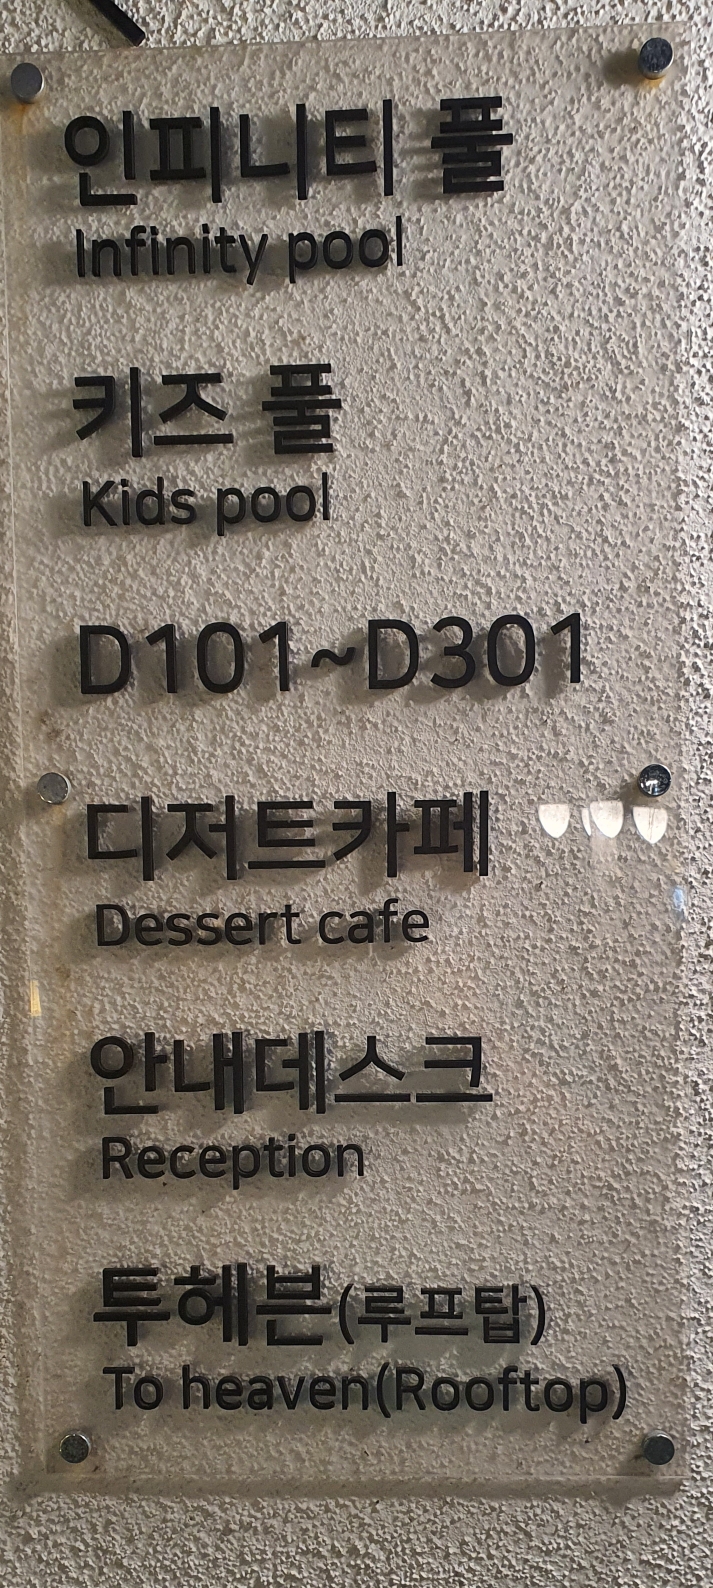 인피니티 풀
Infinity pool
키즈 풀
Kids pool
D101~D301
디저트카페
Dessert cafe
안내데스크
Reception
투헤븐(루프탑)
To heaven(Rooftop)